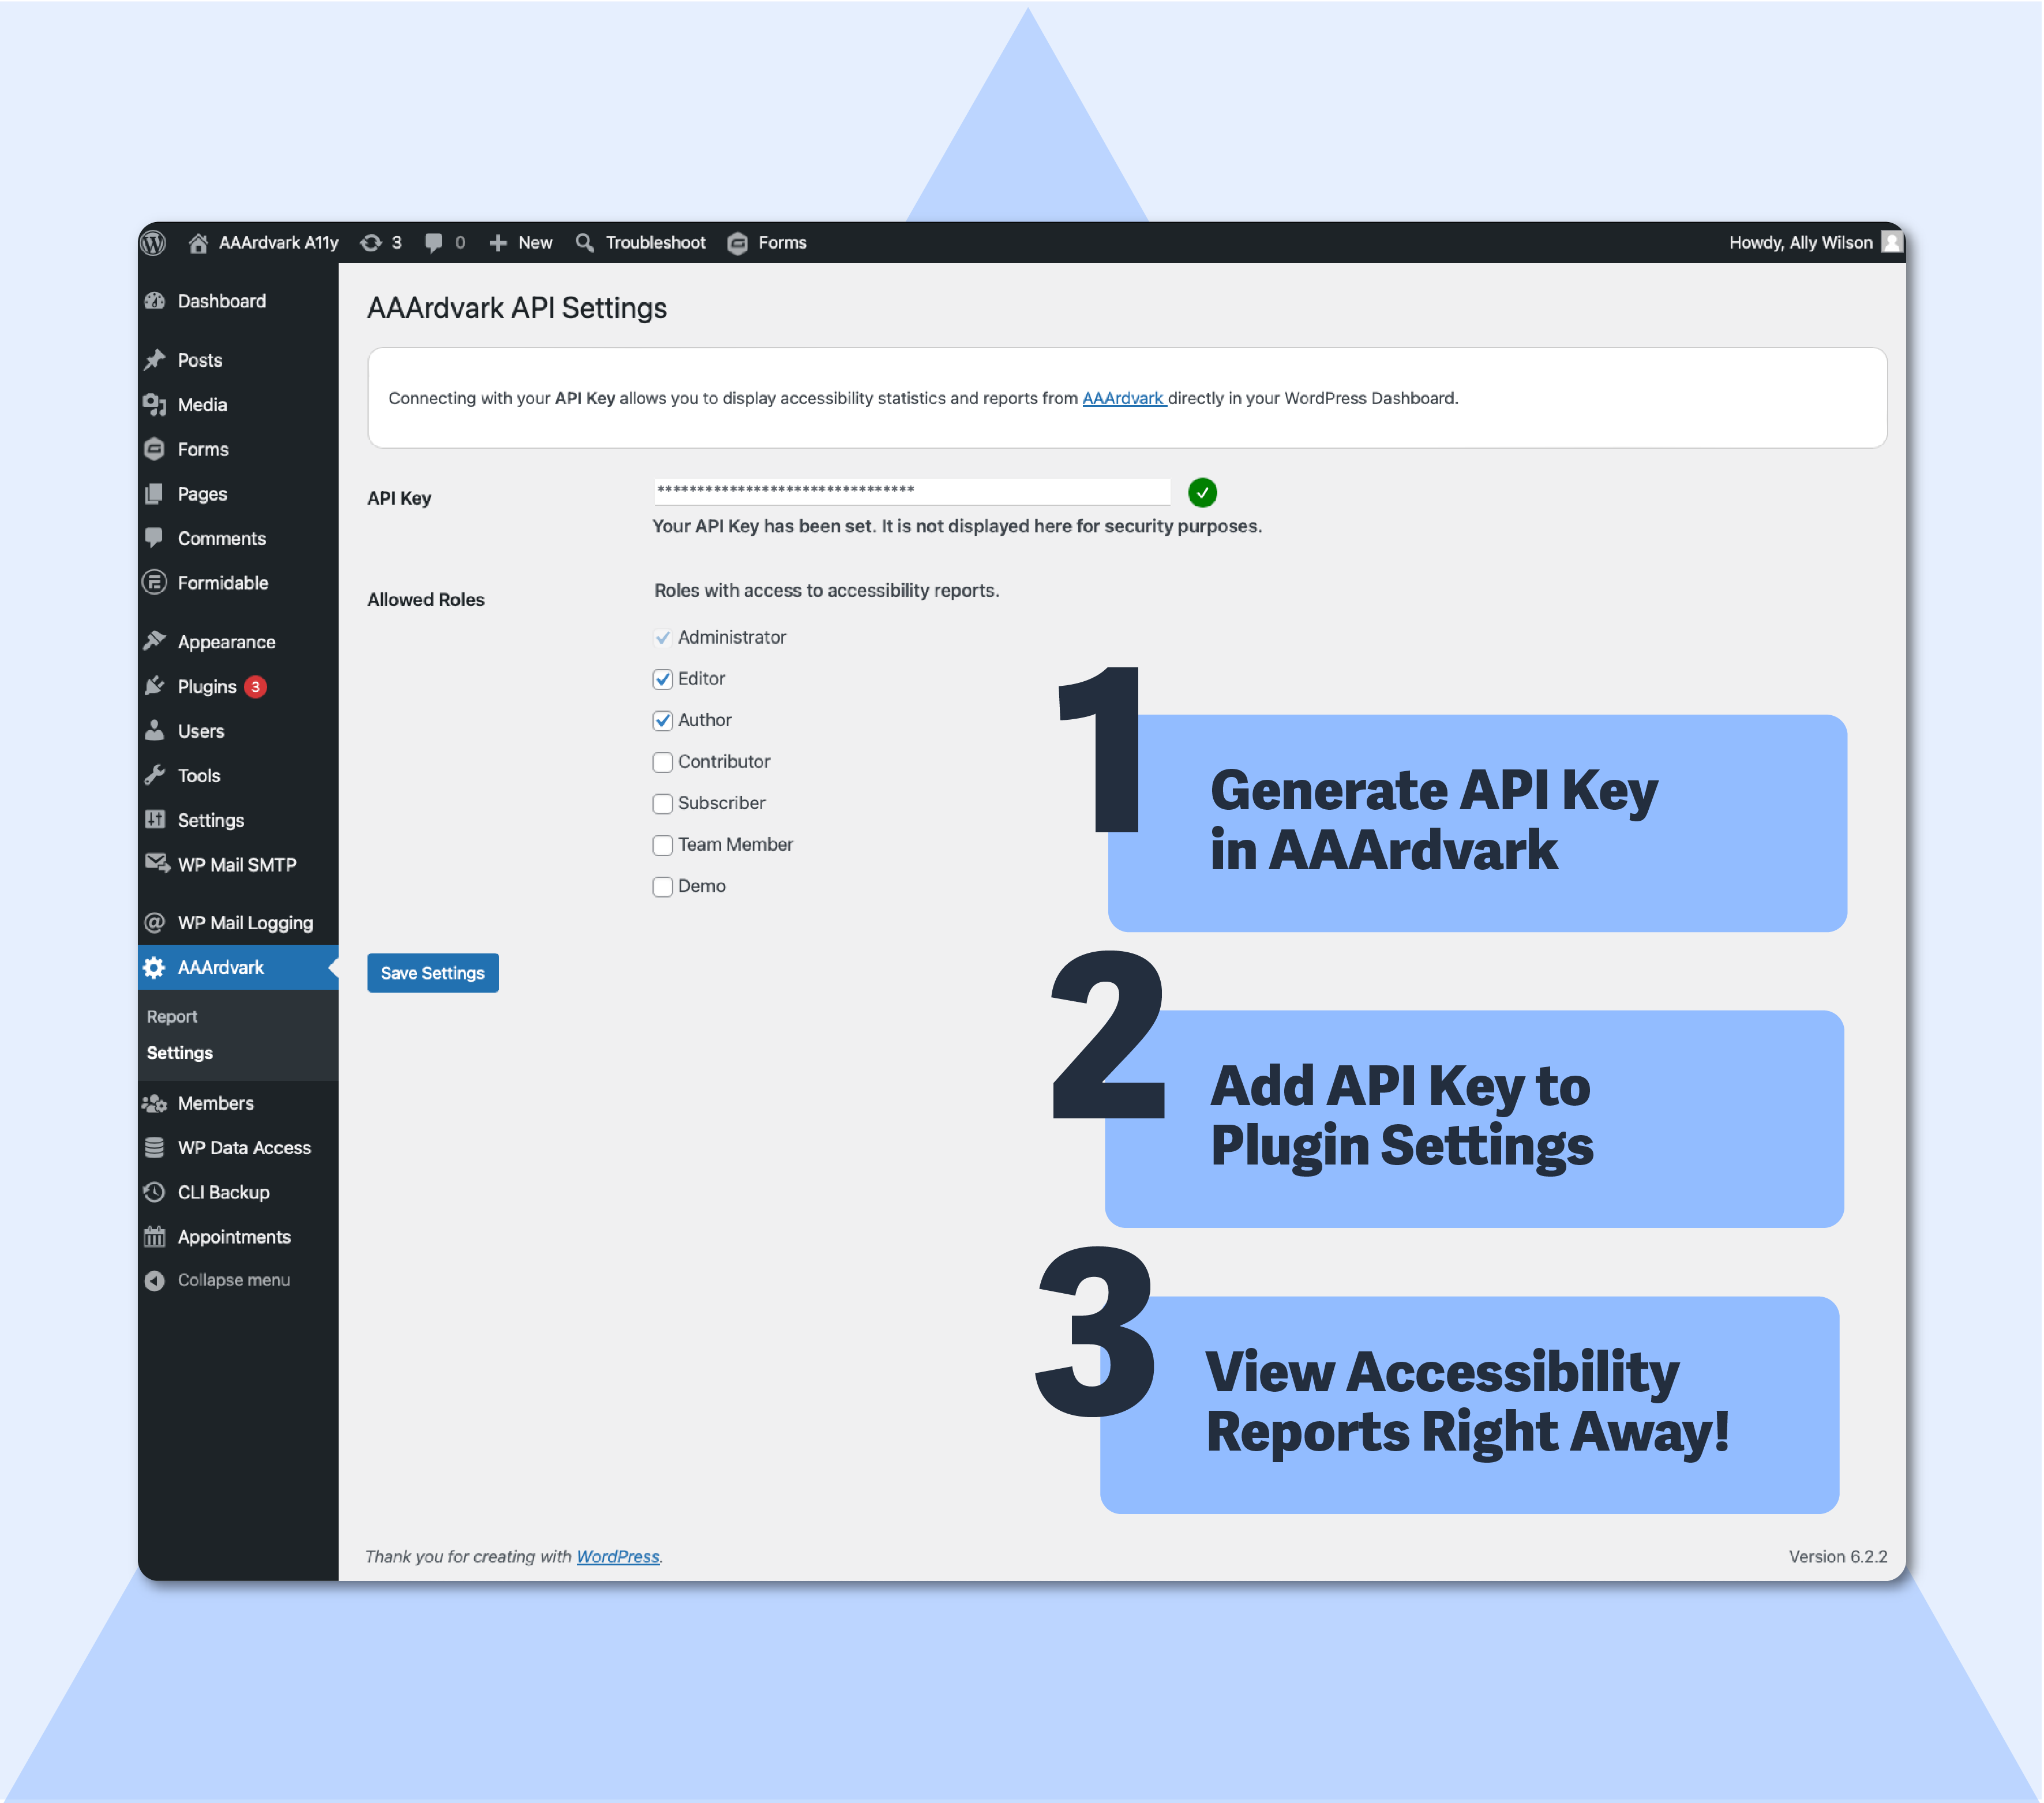 AAArdvark A11y 3 0 New Troubleshoot Forms Howdy, Ally Wilson
Dashboard
Posts
Media
Forms
Pages
Comments
Formidable
Appearance
Plugins 3
Users
Tools
Settings
WP Mail SMTP
WP Mail Logging
AAArdvark
Report
Settings
Members
WP Data Access
CLI Backup
Appointments
Collapse menu
AAArdvark API Settings
Connecting with your API Key allows you to display accessibility statistics and reports from AAArdvark directly in your WordPress Dashboard.
API Key ********************************
Your API Key has been set. It is not displayed here for security purposes.
Allowed Roles Roles with access to accessibility reports.
Administrator
Editor
Author
Contributor
Subscriber
Team Member
Demo
Save Settings
1
Generate API Key
in AAArdvark
2
Add API Key to
Plugin Settings
3
View Accessibility
Reports Right Away!
Thank you for creating with WordPress. Version 6.2.2